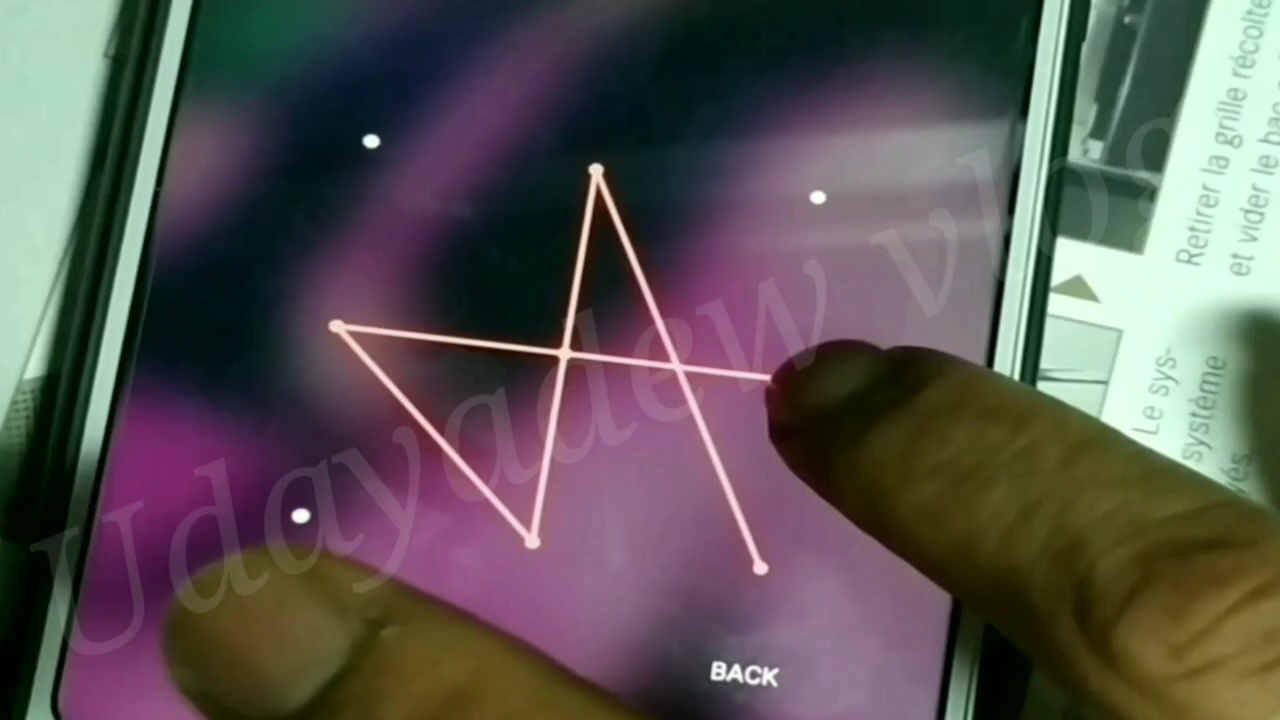 Retirer la grille récolte
et vider le bac
Le sys-
système
Udayadew vlog
BACK